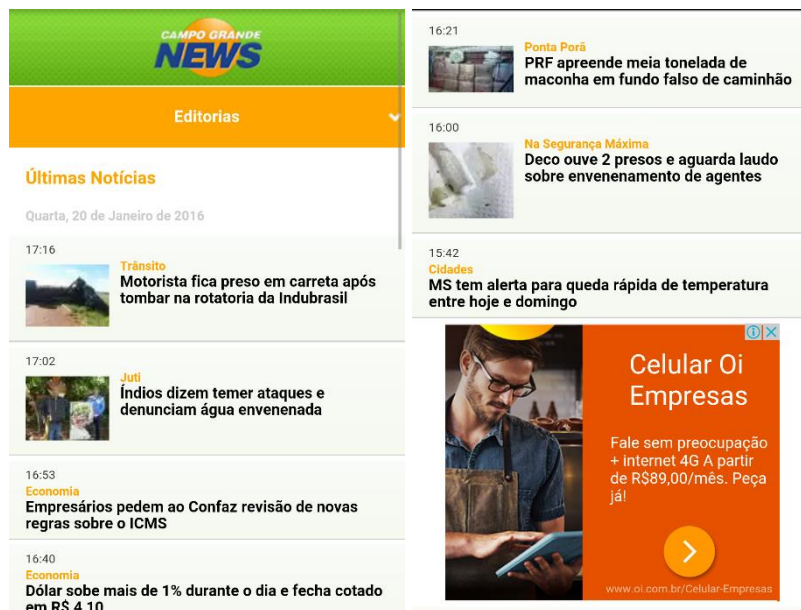 CAMPO GRANDE
NEWS
Editorias
Últimas Notícias
Quarta, 20 de Janeiro de 2016
17:16
Trânsito
Motorista fica preso em carreta após
tombar na rotatoria da Indubrasil
17:02
Juti
Índios dizem temer ataques e
denunciam água envenenada
16:53
Economia
Empresários pedem ao Confaz revisão de novas
regras sobre o ICMS
16:40
Economia
Dólar sobe mais de 1% durante o dia e fecha cotado
em R$ 4,10
16:21
Ponta Porã
PRF apreende meia tonelada de
maconha em fundo falso de caminhão
16:00
Na Segurança Máxima
Deco ouve 2 presos e aguarda laudo
sobre envenenamento de agentes
15:42
Cidades
MS tem alerta para queda rápida de temperatura
entre hoje e domingo
Celular Oi
Empresas
Fale sem preocupação
+ internet 4G A partir
de R$89,00/mês. Peça
já!
www.oi.com.br/Celular-Empresas